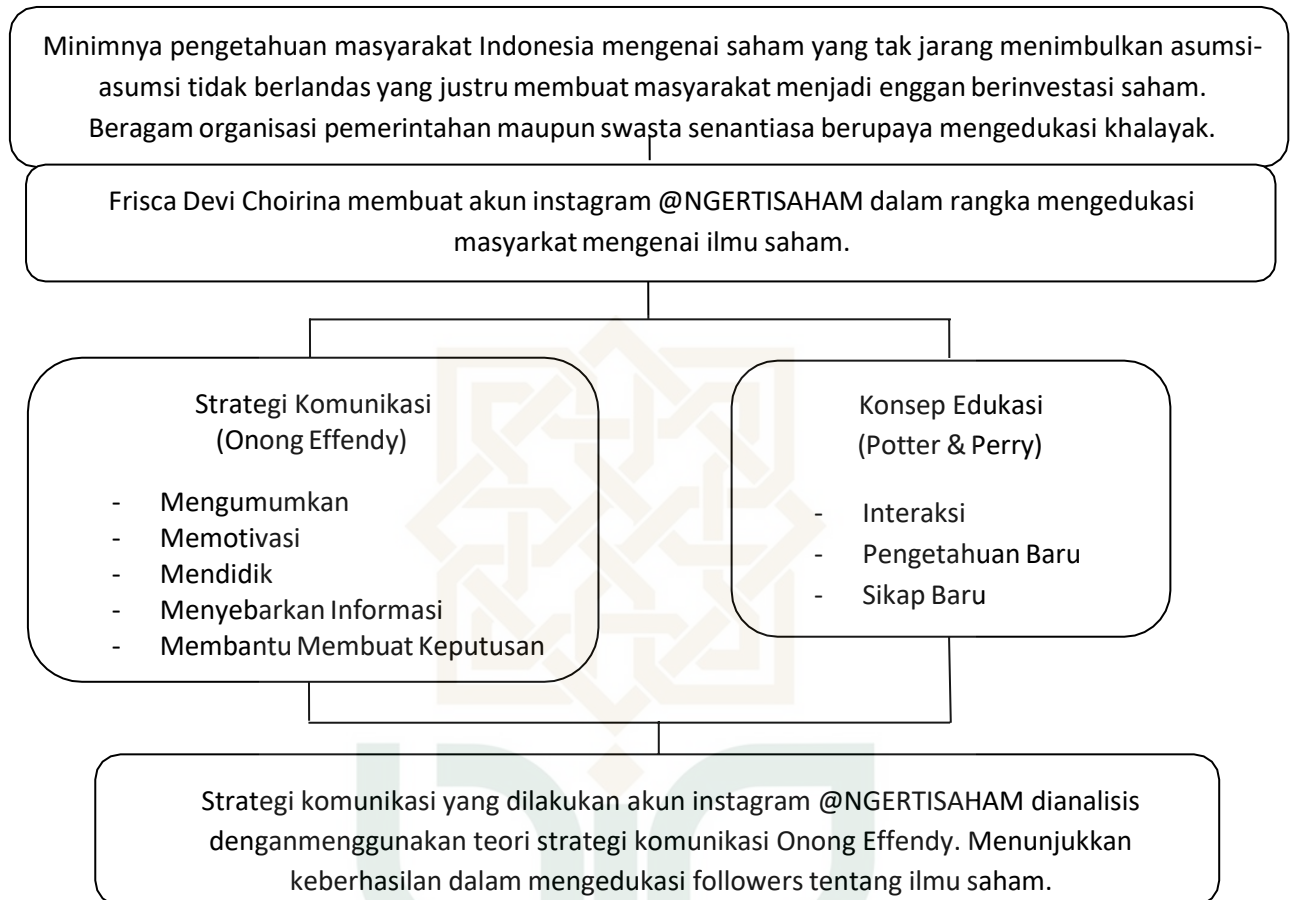 Minimnya pengetahuan masyarakat Indonesia mengenai saham yang tak jarang menimbulkan asumsi-
asumsi tidak berlandas yang justru membuat masyarakat menjadi enggan berinvestasi saham.
Beragam organisasi pemerintahan maupun swasta senantiasa berupaya mengedukasi khalayak.
Frisca Devi Choirina membuat akun instagram @NGERTISAHAM dalam rangka mengedukasi
masyarkat mengenai ilmu saham.
Strategi Komunikasi
(Onong Effendy)
- Mengumumkan
- Memotivasi
- Mendidik
- Menyebarkan Informasi
- Membantu Membuat Keputusan
Konsep Edukasi
(Potter & Perry)
- Interaksi
- Pengetahuan Baru
- Sikap Baru
Strategi komunikasi yang dilakukan akun instagram @NGERTISAHAM dianalisis
denganmenggunakan teori strategi komunikasi Onong Effendy. Menunjukkan
keberhasilan dalam mengedukasi followers tentang ilmu saham.